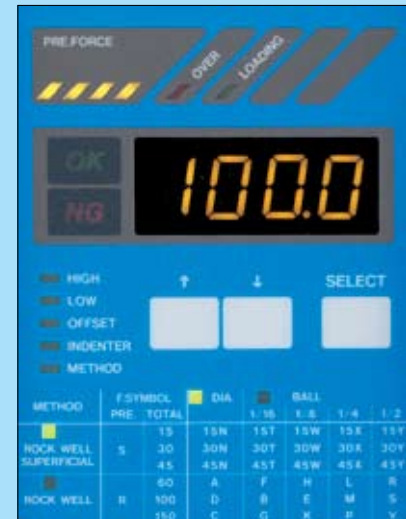 PRE.FORCE
OVER
LOADING
OK
NG
100.0
HIGH
LOW
OFFSET
INDENTER
METHOD
↑ ↓ SELECT
METHOD F.SYMBOL DIA BALL
PRE. TOTAL 1/16 1/8 1/4 1/2
ROCK WELL SUPERFICIAL S
15 15N 15T 15W 15X 15Y
30 30N 30T 30W 30X 30Y
45 45N 45T 45W 45X 45Y
ROCK WELL R
60 A F H L R
100 D B E M S
150 C G K P V